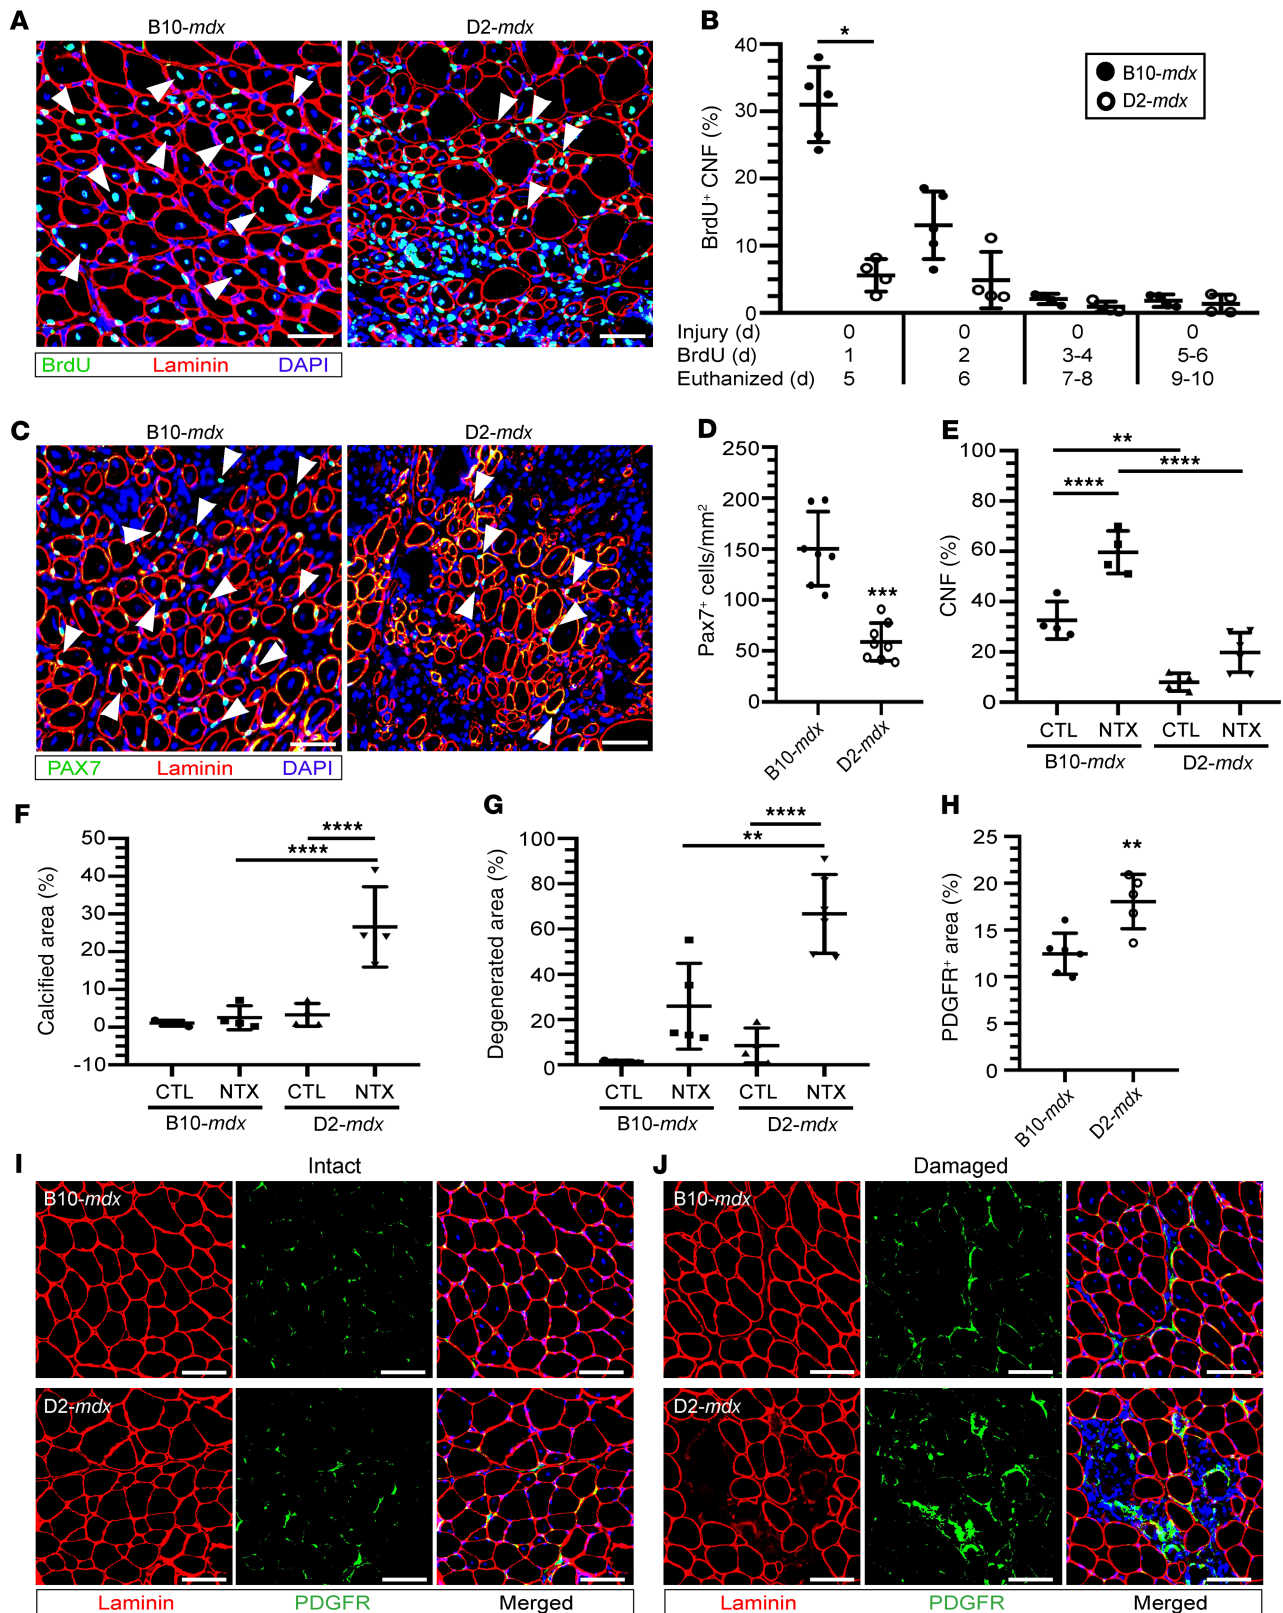 A
B10-mdx
D2-mdx
BrdU Laminin DAPI
B
BrdU⁺ CNF (%)
40
30
20
10
0
*
B10-mdx
D2-mdx
Injury (d) 0 0 0 0
BrdU (d) 1 2 3-4 5-6
Euthanized (d) 5 6 7-8 9-10
C
B10-mdx
D2-mdx
PAX7 Laminin DAPI
D
Pax7⁺ cells/mm²
250
200
150
100
50
0
***
B10-mdx
D2-mdx
E
CNF (%)
100
80
60
40
20
0
**
****
****
CTL NTX CTL NTX
B10-mdx D2-mdx
F
Calcified area (%)
50
40
30
20
10
0
-10
****
****
CTL NTX CTL NTX
B10-mdx D2-mdx
G
Degenerated area (%)
100
80
60
40
20
0
****
**
CTL NTX CTL NTX
B10-mdx D2-mdx
H
PDGFR⁺ area (%)
25
20
15
10
5
0
**
B10-mdx
D2-mdx
I
Intact
B10-mdx
D2-mdx
Laminin PDGFR Merged
J
Damaged
B10-mdx
D2-mdx
Laminin PDGFR Merged